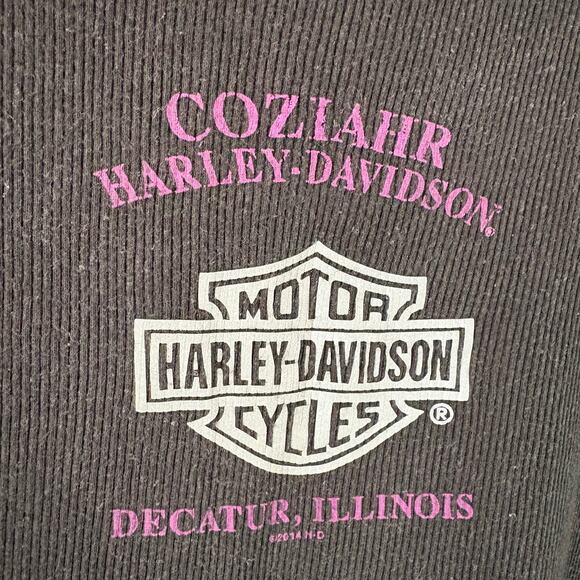 COZIAHR
HARLEY-DAVIDSON®
MOTOR
HARLEY-DAVIDSON
CYCLES ®
DECATUR, ILLINOIS
©2014 H-D